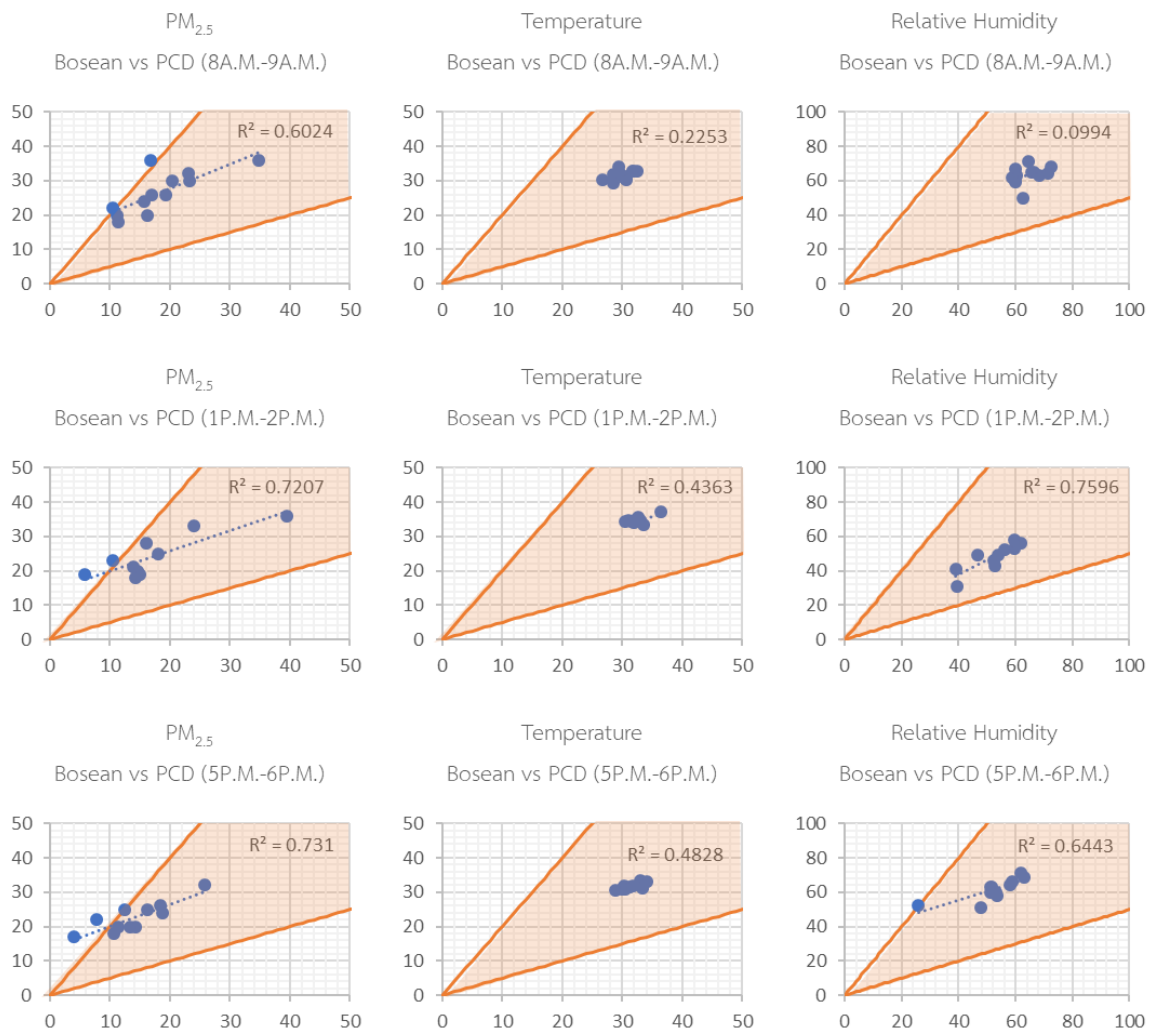 PM2.5
Bosean vs PCD (8A.M.-9A.M.)
R² = 0.6024
50
40
30
20
10
0
0 10 20 30 40 50
Temperature
Bosean vs PCD (8A.M.-9A.M.)
R² = 0.2253
50
40
30
20
10
0
0 10 20 30 40 50
Relative Humidity
Bosean vs PCD (8A.M.-9A.M.)
R² = 0.0994
100
80
60
40
20
0
0 20 40 60 80 100
PM2.5
Bosean vs PCD (1P.M.-2P.M.)
R² = 0.7207
50
40
30
20
10
0
0 10 20 30 40 50
Temperature
Bosean vs PCD (1P.M.-2P.M.)
R² = 0.4363
50
40
30
20
10
0
0 10 20 30 40 50
Relative Humidity
Bosean vs PCD (1P.M.-2P.M.)
R² = 0.7596
100
80
60
40
20
0
0 20 40 60 80 100
PM2.5
Bosean vs PCD (5P.M.-6P.M.)
R² = 0.731
50
40
30
20
10
0
0 10 20 30 40 50
Temperature
Bosean vs PCD (5P.M.-6P.M.)
R² = 0.4828
50
40
30
20
10
0
0 10 20 30 40 50
Relative Humidity
Bosean vs PCD (5P.M.-6P.M.)
R² = 0.6443
100
80
60
40
20
0
0 20 40 60 80 100